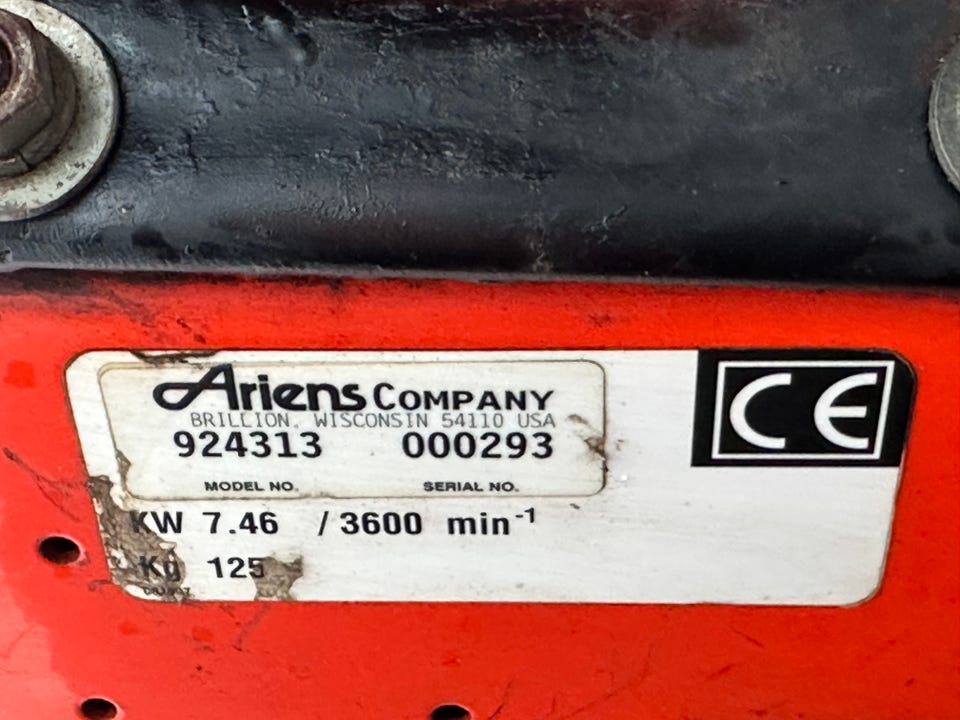 Ariens COMPANY
BRILLION, WISCONSIN 54110 USA
924313 000293
MODEL NO. SERIAL NO.
CE
KW 7.46 / 3600 min⁻¹
Kg 125